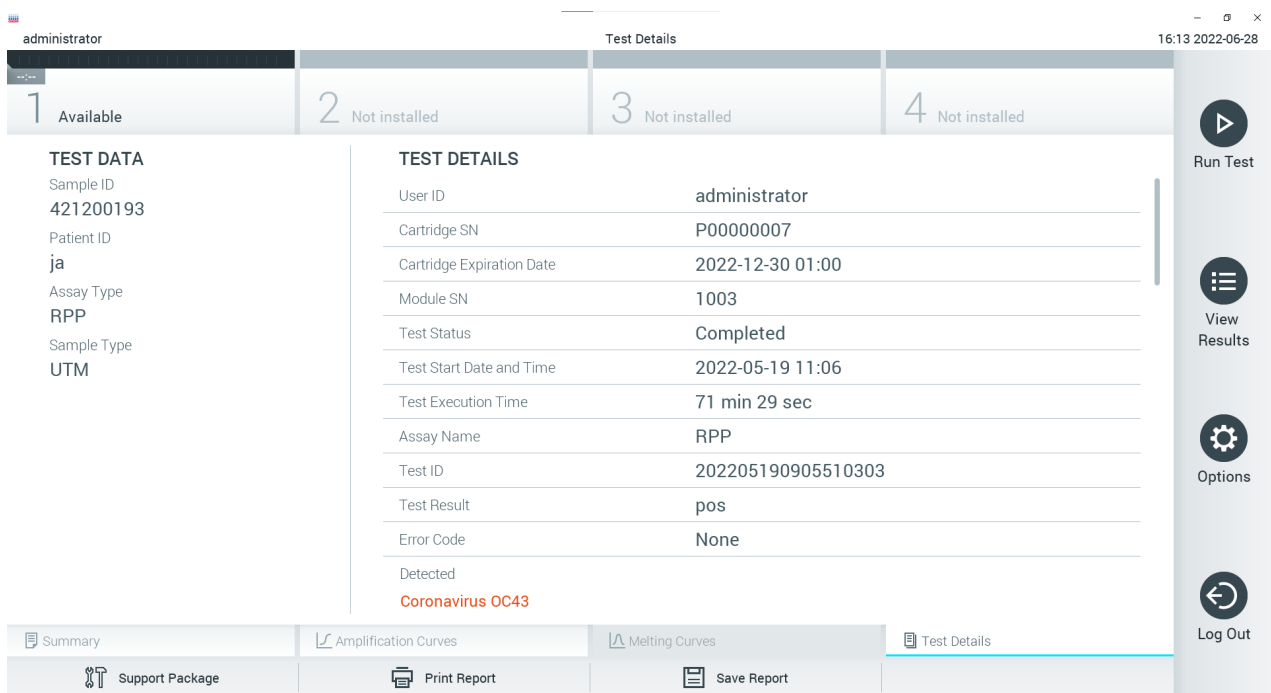 administrator Test Details 16:13 2022-06-28
--:--
1 Available 2 Not installed 3 Not installed 4 Not installed
TEST DATA
Sample ID
421200193
Patient ID
ja
Assay Type
RPP
Sample Type
UTM
TEST DETAILS
User ID administrator
Cartridge SN P00000007
Cartridge Expiration Date 2022-12-30 01:00
Module SN 1003
Test Status Completed
Test Start Date and Time 2022-05-19 11:06
Test Execution Time 71 min 29 sec
Assay Name RPP
Test ID 202205190905510303
Test Result pos
Error Code None
Detected
Coronavirus OC43
Run Test
View
Results
Options
Log Out
Summary Amplification Curves Melting Curves Test Details
Support Package Print Report Save Report